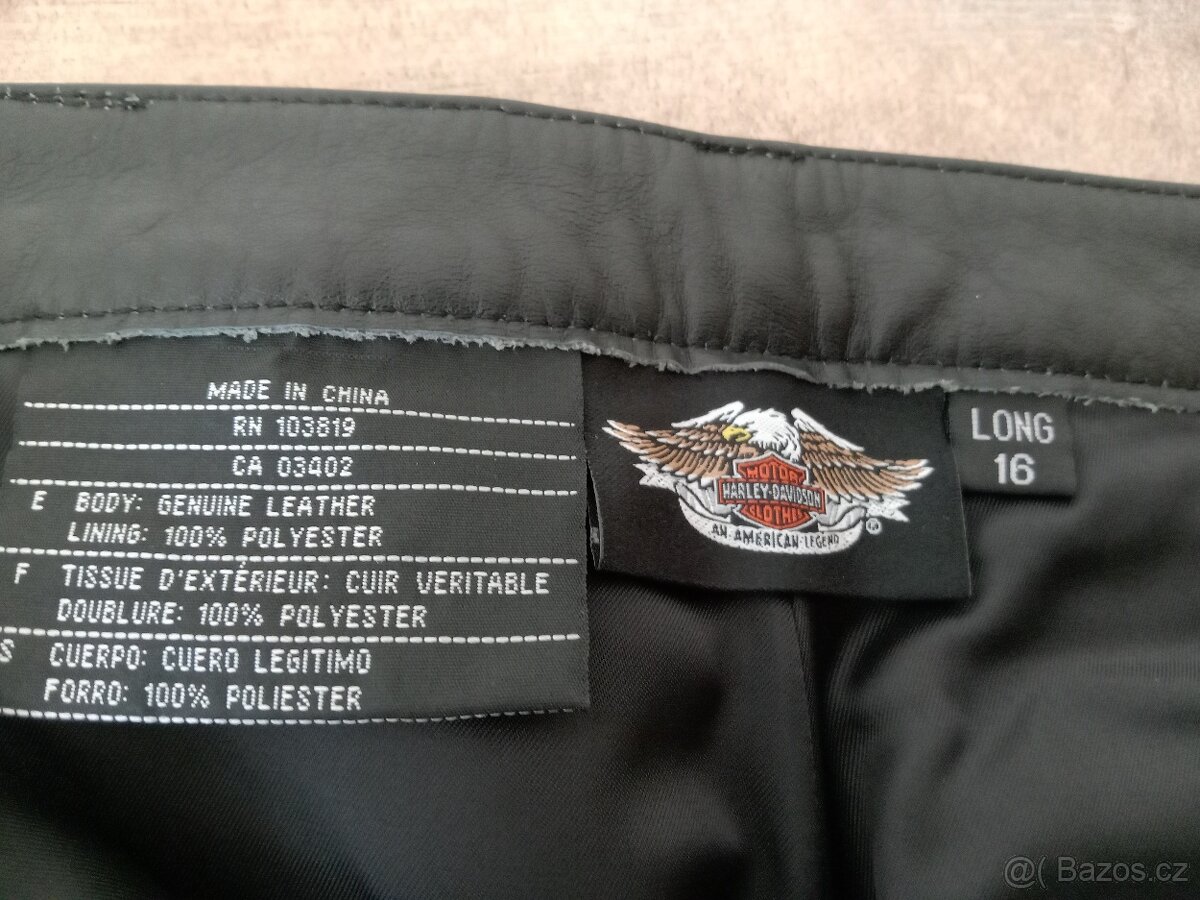 MADE IN CHINA
RN 103819
CA 03402
E BODY: GENUINE LEATHER
LINING: 100% POLYESTER
F TISSUE D'EXTÉRIEUR: CUIR VERITABLE
DOUBLURE: 100% POLYESTER
S CUERPO: CUERO LEGITIMO
FORRO: 100% POLIESTER
MOTOR
HARLEY-DAVIDSON
CLOTHES
AN AMERICAN LEGEND
®
LONG
16
@( Bazos.cz